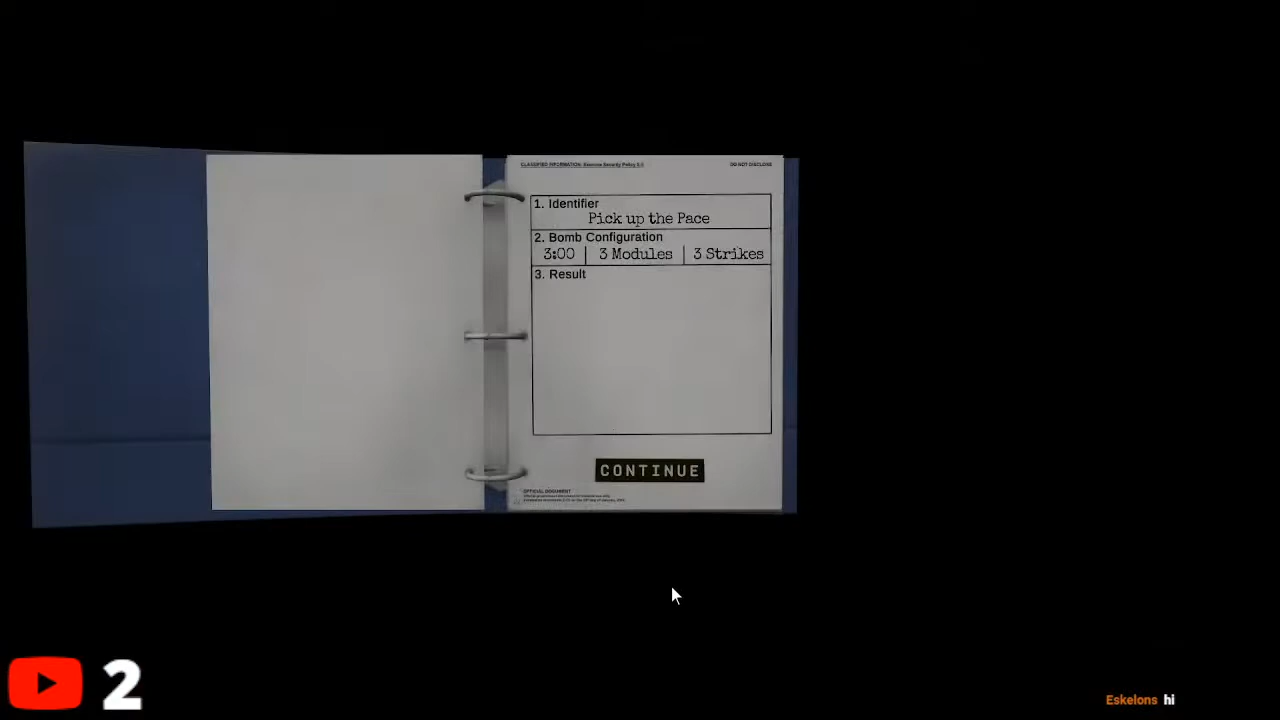 CLASSIFIED INFORMATION: DO NOT DISCLOSE
1. Identifier
Pick up the Pace
2. Bomb Configuration
3:00 | 3 Modules | 3 Strikes
3. Result
CONTINUE
OFFICIAL DOCUMENT
2
Eskelons hi